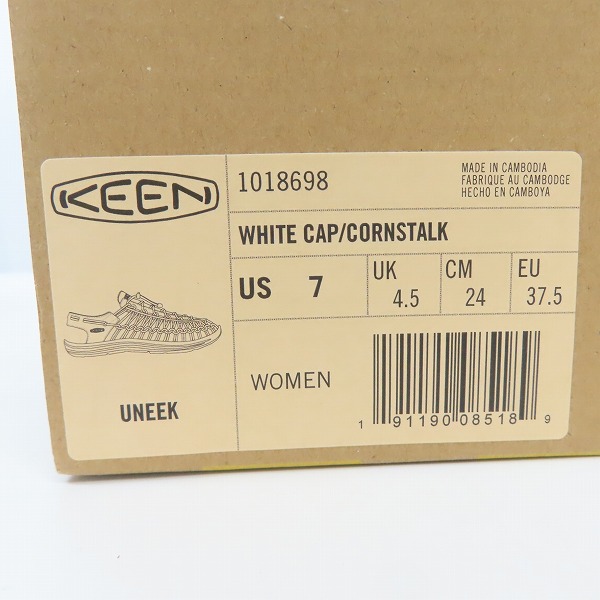 KEEN
1018698
MADE IN CAMBODIA
FABRIQUE AU CAMBODGE
HECHO EN CAMBOYA
WHITE CAP/CORNSTALK
US 7
UK 4.5
CM 24
EU 37.5
UNEEK
WOMEN
1 91190 08518 9